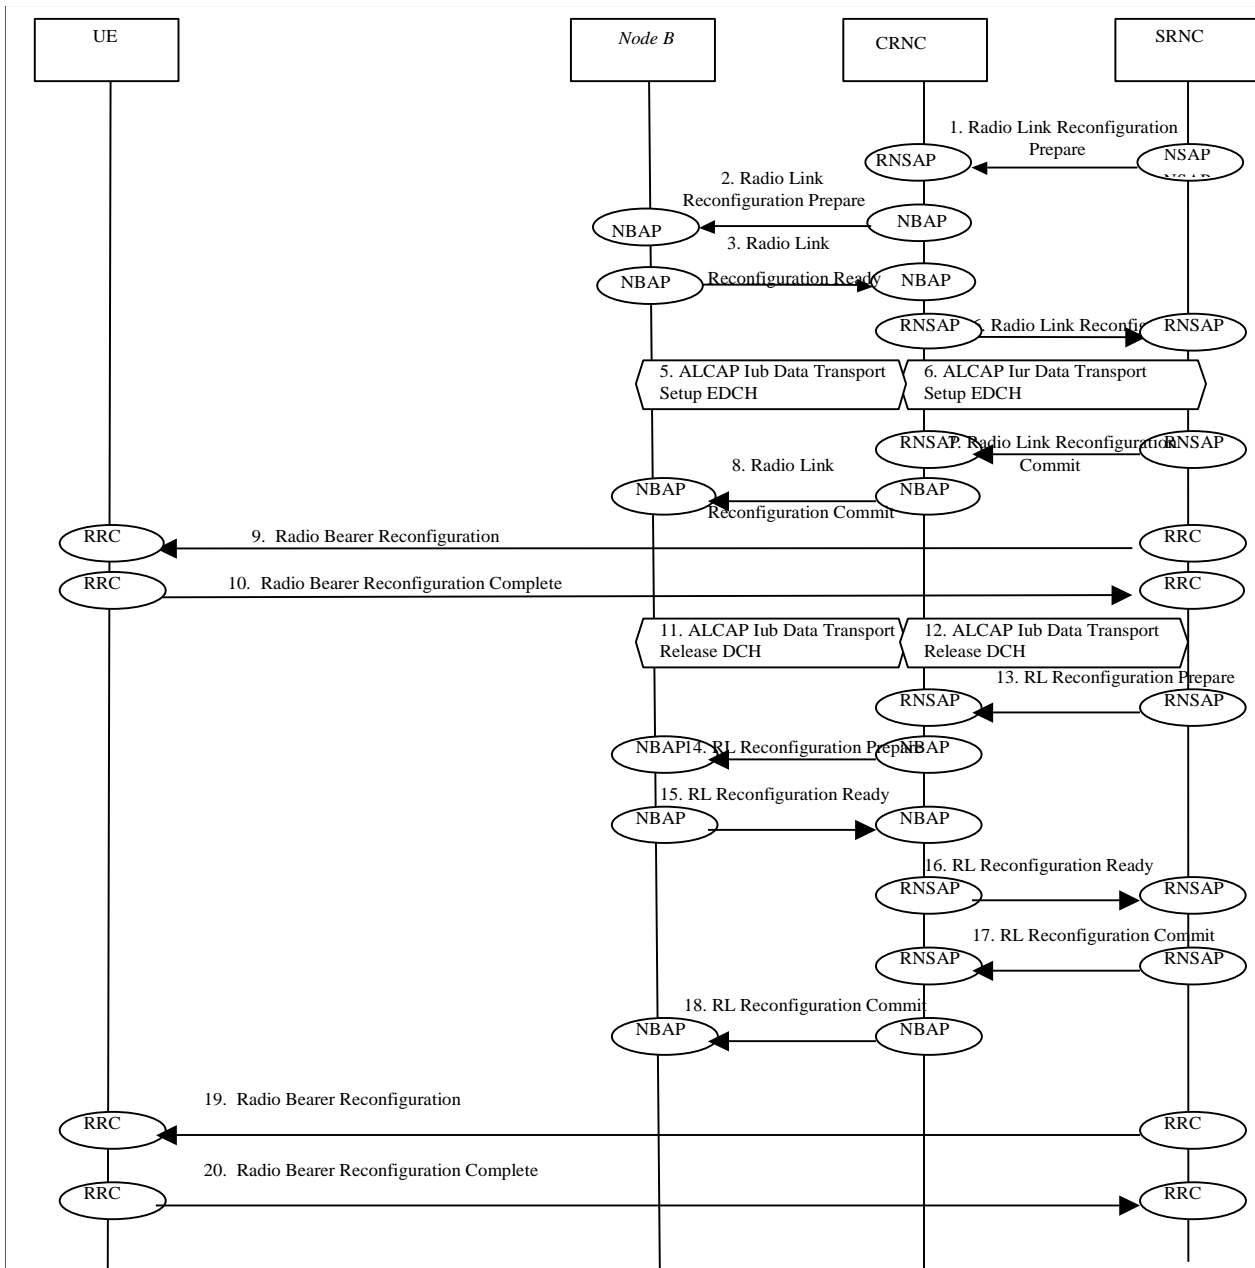 UE
Node B
CRNC
SRNC
1. Radio Link Reconfiguration
Prepare
RNSAP
NSAP
2. Radio Link
Reconfiguration Prepare
NBAP
NBAP
3. Radio Link
Reconfiguration Ready
NBAP
NBAP
RNSAP
. Radio Link Reconfig
RNSAP
5. ALCAP Iub Data Transport
Setup EDCH
6. ALCAP Iur Data Transport
Setup EDCH
RNSAP
7. Radio Link Reconfiguration
Commit
RNSAP
8. Radio Link
Reconfiguration Commit
NBAP
NBAP
RRC
9. Radio Bearer Reconfiguration
RRC
RRC
10. Radio Bearer Reconfiguration Complete
RRC
11. ALCAP Iub Data Transport
Release DCH
12. ALCAP Iub Data Transport
Release DCH
13. RL Reconfiguration Prepare
RNSAP
RNSAP
NBAP
14. RL Reconfiguration Prepare
NBAP
15. RL Reconfiguration Ready
NBAP
NBAP
16. RL Reconfiguration Ready
RNSAP
RNSAP
17. RL Reconfiguration Commit
RNSAP
RNSAP
18. RL Reconfiguration Commit
NBAP
NBAP
19. Radio Bearer Reconfiguration
RRC
RRC
20. Radio Bearer Reconfiguration Complete
RRC
RRC